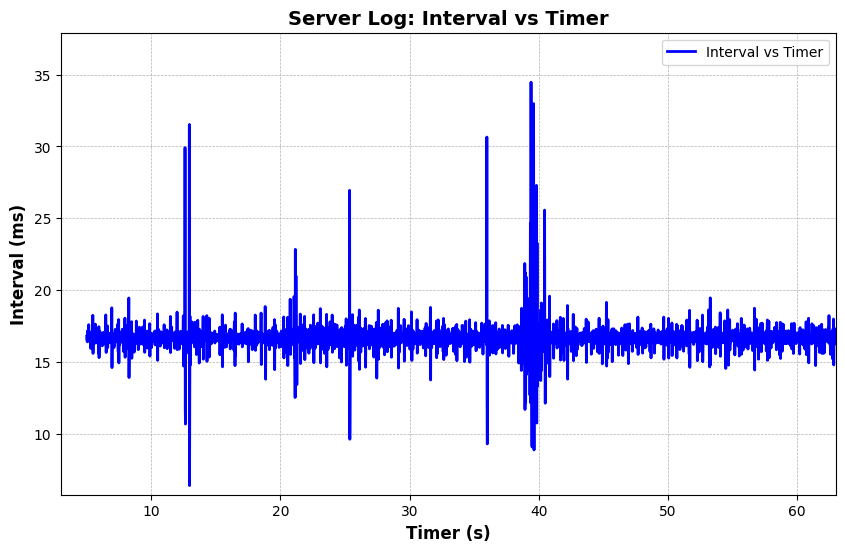 Server Log: Interval vs Timer
Interval vs Timer
Interval (ms)
35
30
25
20
15
10
10 20 30 40 50 60
Timer (s)